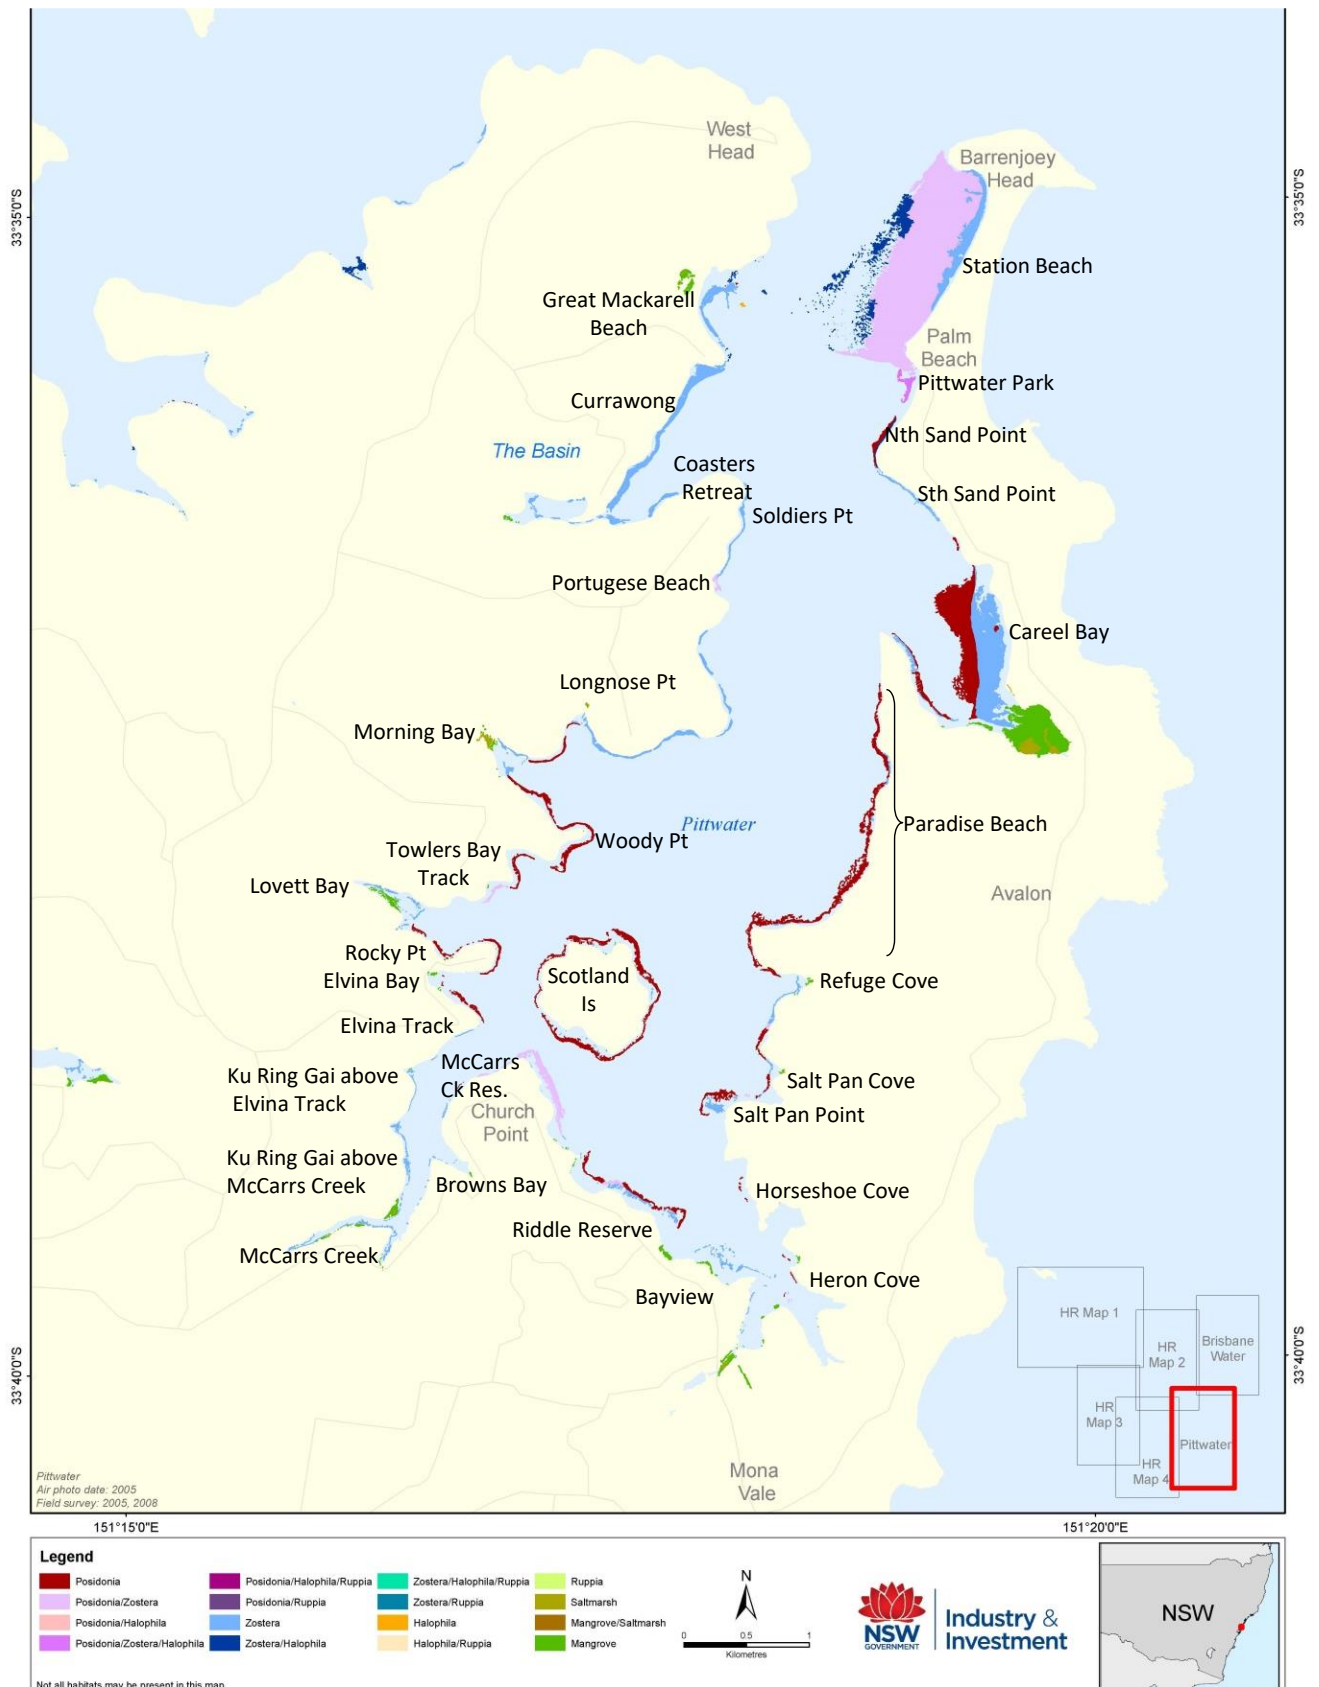 West
Head
Barrenjoey
Head
33°35'0"S
33°35'0"S
Station Beach
Great Mackarell
Beach
Palm
Beach
Pittwater Park
Currawong
Nth Sand Point
The Basin
Coasters
Retreat
Sth Sand Point
Soldiers Pt
Portugese Beach
Careel Bay
Longnose Pt
Morning Bay
Pittwater
Paradise Beach
Woody Pt
Towlers Bay
Track
Lovett Bay
Avalon
Rocky Pt
Scotland
Is
Elvina Bay
Refuge Cove
Elvina Track
McCarrs
Ck Res.
Ku Ring Gai above
Elvina Track
Salt Pan Cove
Church
Point
Salt Pan Point
Ku Ring Gai above
McCarrs Creek
Browns Bay
Horseshoe Cove
Riddle Reserve
McCarrs Creek
Heron Cove
Bayview
HR Map 1
HR
Map 2
Brisbane
Water
33°40'0"S
33°40'0"S
HR
Map 3
Pittwater
HR
Map 4
Mona
Vale
Pittwater
Air photo date: 2005
Field survey: 2005, 2008
151°15'0"E
151°20'0"E
Legend
Posidonia
Posidonia/Zostera
Posidonia/Halophila
Posidonia/Zostera/Halophila
Posidonia/Halophila/Ruppia
Posidonia/Ruppia
Zostera
Zostera/Halophila
Zostera/Halophila/Ruppia
Zostera/Ruppia
Halophila
Halophila/Ruppia
Ruppia
Saltmarsh
Mangrove/Saltmarsh
Mangrove
N
0 0.5 1
Kilometres
NSW
GOVERNMENT
Industry &
Investment
NSW
Not all habitats may be present in this map